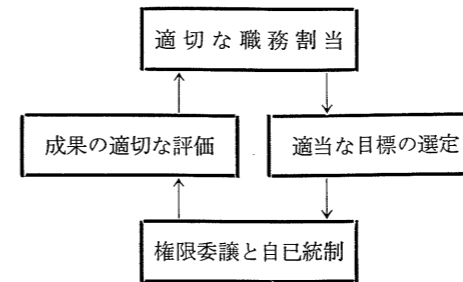 適切な職務割当
成果の適切な評価
適当な目標の選定
権限委譲と自已統制